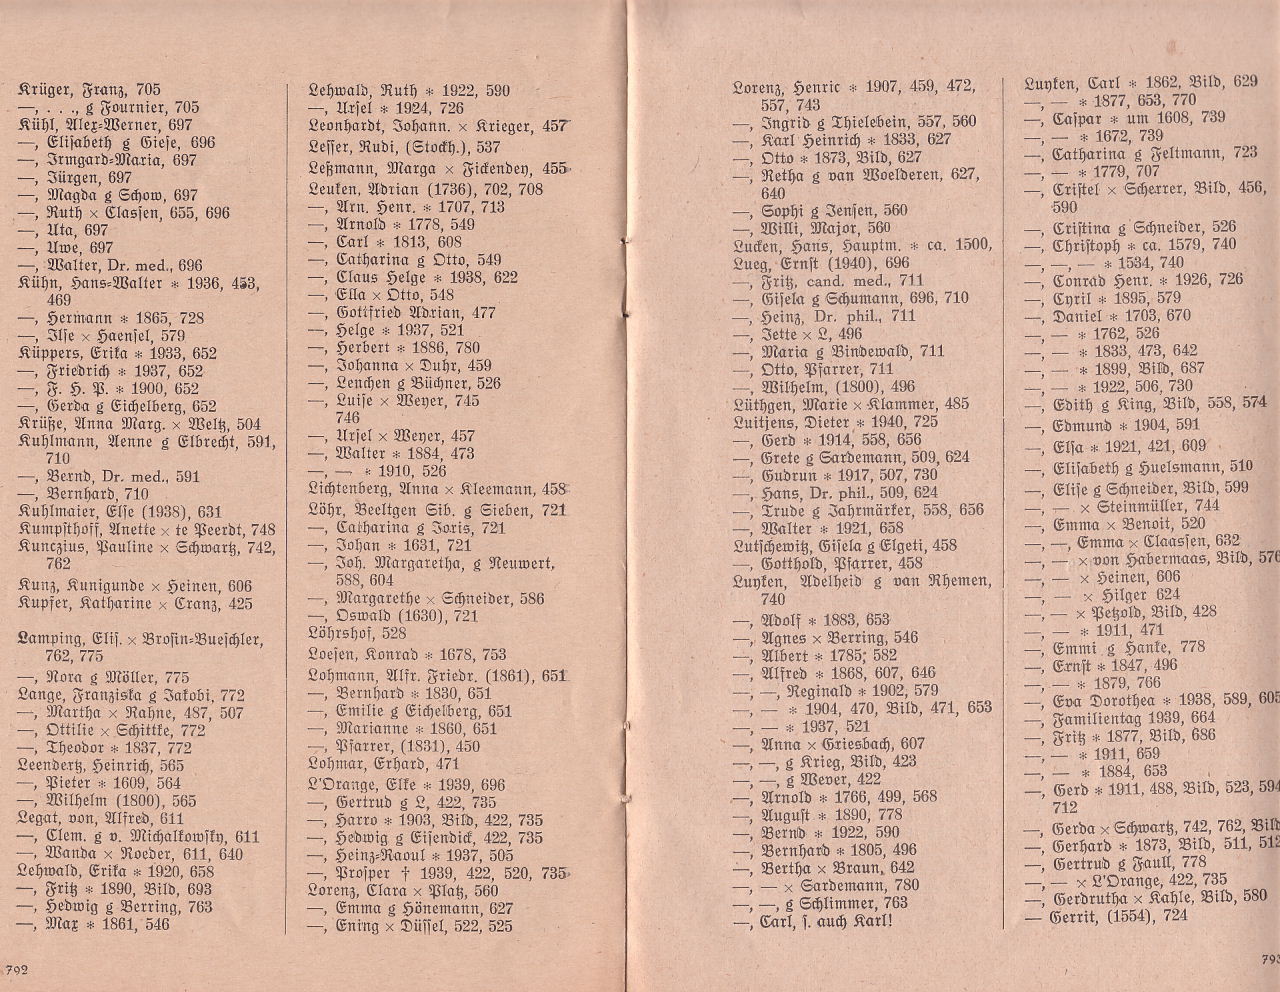 Krüger, Franz, 705
—, . . ., g Fournier, 705
Kühl, Alex=Werner, 697
—, Elisabeth g Giese, 696
—, Irmgard=Maria, 697
—, Jürgen, 697
—, Magda g Schow, 697
—, Ruth × Classen, 655, 696
—, Uta, 697
—, Uwe, 697
—, Walter, Dr. med., 696
Kühn, Hans=Walter * 1936, 453,
469
—, Hermann * 1865, 728
—, Ilse × Haensel, 579
Küppers, Erika * 1933, 652
—, Friedrich * 1937, 652
—, F. H. P. * 1900, 652
—, Gerda g Eichelberg, 652
Krüße, Anna Marg. × Weltz, 504
Kuhlmann, Aenne g Elbrecht, 591,
710
—, Bernd, Dr. med., 591
—, Bernhard, 710
Kuhlmaier, Else (1938), 631
Kumpsthoff, Anette × te Peerdt, 748
Kunczius, Pauline × Schwartz, 742,
762
Kunz, Kunigunde × Heinen, 606
Kupfer, Katharine × Cranz, 425
Lamping, Elis. × Brosin=Bueschler,
762, 775
—, Nora g Möller, 775
Lange, Franziska g Jakobi, 772
—, Martha × Rahne, 487, 507
—, Ottilie × Schittke, 772
—, Theodor * 1837, 772
Leendertz, Heinrich, 565
—, Pieter * 1609, 564
—, Wilhelm (1800), 565
Legat, von, Alfred, 611
—, Clem. g v. Michalkowsky, 611
—, Wanda × Roeder, 611, 640
Lehwald, Erika * 1920, 658
—, Fritz * 1890, Bild, 693
—, Hedwig g Berring, 763
—, Max * 1861, 546
792
Lehwald, Ruth * 1922, 590
—, Ursel * 1924, 726
Leonhardt, Johann. × Krieger, 457
Lesser, Rudi, (Stockh.), 537
Leßmann, Marga × Fickendey, 455
Leuken, Adrian (1736), 702, 708
—, Arn. Henr. * 1707, 713
—, Arnold * 1778, 549
—, Carl * 1813, 608
—, Catharina g Otto, 549
—, Claus Helge * 1938, 622
—, Ella × Otto, 548
—, Gottfried Adrian, 477
—, Helge * 1937, 521
—, Herbert * 1886, 780
—, Johanna × Duhr, 459
—, Lenchen g Büchner, 526
—, Luise × Weyer, 745
746
—, Ursel × Weyer, 457
—, Walter * 1884, 473
—, — * 1910, 526
Lichtenberg, Anna × Kleemann, 458
Löhr, Beeltgen Sib. g Sieben, 721
—, Catharina g Joris, 721
—, Johan * 1631, 721
—, Joh. Margaretha, g Neuwert,
588, 604
—, Margarethe × Schneider, 586
—, Oswald (1630), 721
Löhrshof, 528
Loesen, Konrad * 1678, 753
Lohmann, Alfr. Friedr. (1861), 651
—, Bernhard * 1830, 651
—, Emilie g Eichelberg, 651
—, Marianne * 1860, 651
—, Pfarrer, (1831), 450
Lohmar, Erhard, 471
L'Orange, Elke * 1939, 696
—, Gertrud g L, 422, 735
—, Harro * 1903, Bild, 422, 735
—, Hedwig g Eisendick, 422, 735
—, Heinz=Raoul * 1937, 505
—, Prosper † 1939, 422, 520, 735
Lorenz, Clara × Platz, 560
—, Emma g Hönemann, 627
—, Ening × Düssel, 522, 525
Lorenz, Henric * 1907, 459, 472,
557, 743
—, Ingrid g Thielebein, 557, 560
—, Karl Heinrich * 1833, 627
—, Otto * 1873, Bild, 627
—, Retha g van Woelderen, 627,
640
—, Sophi g Jensen, 560
—, Willi, Major, 560
Lucken, Hans, Hauptm. * ca. 1500,
Lueg, Ernst (1940), 696
—, Fritz, cand. med., 711
—, Gisela g Schumann, 696, 710
—, Heinz, Dr. phil., 711
—, Jette × L, 496
—, Maria g Bindewald, 711
—, Otto, Pfarrer, 711
—, Wilhelm, (1800), 496
Lüthgen, Marie × Klammer, 485
Luitjens, Dieter * 1940, 725
—, Gerd * 1914, 558, 656
—, Grete g Sardemann, 509, 624
—, Gudrun * 1917, 507, 730
—, Hans, Dr. phil., 509, 624
—, Trude g Jahrmärker, 558, 656
—, Walter * 1921, 658
Lutschewitz, Gisela g Elgeti, 458
—, Gotthold, Pfarrer, 458
Luyken, Adelheid g van Rhemen,
740
—, Adolf * 1883, 653
—, Agnes × Berring, 546
—, Albert * 1785; 582
—, Alfred * 1868, 607, 646
—, —, Reginald * 1902, 579
—, — * 1904, 470, Bild, 471, 653
—, — * 1937, 521
—, Anna × Griesbach, 607
—, —, g Krieg, Bild, 423
—, —, g Wever, 422
—, Arnold * 1766, 499, 568
—, August * 1890, 778
—, Bernd * 1922, 590
—, Bernhard * 1805, 496
—, Bertha × Braun, 642
—, — × Sardemann, 780
—, —, g Schlimmer, 763
—, Carl, s. auch Karl!
Luyken, Carl * 1862, Bild, 629
—, — * 1877, 653, 770
—, Caspar * um 1608, 739
—, — * 1672, 739
—, Catharina g Feltmann, 723
—, — * 1779, 707
—, Cristel × Scherrer, Bild, 456,
590
—, Cristina g Schneider, 526
—, Christoph * ca. 1579, 740
—, —, — * 1534, 740
—, Conrad Henr. * 1926, 726
—, Cyril * 1895, 579
—, Daniel * 1703, 670
—, — * 1762, 526
—, — * 1833, 473, 642
—, — * 1899, Bild, 687
—, — * 1922, 506, 730
—, Edith g King, Bild, 558, 574
—, Edmund * 1904, 591
—, Elsa * 1921, 421, 609
—, Elisabeth g Huelsmann, 510
—, Elise g Schneider, Bild, 599
—, — × Steinmüller, 744
—, Emma × Benoit, 520
—, —, Emma × Claassen, 632
—, — × von Habermaas, Bild, 576
—, — × Heinen, 606
—, — × Hilger 624
—, — × Petzold, Bild, 428
—, — * 1911, 471
—, Emmi g Hanke, 778
—, Ernst * 1847, 496
—, — * 1879, 766
—, Eva Dorothea * 1938, 589, 605
—, Familientag 1939, 664
—, Fritz * 1877, Bild, 686
—, — * 1911, 659
—, — * 1884, 653
—, Gerd * 1911, 488, Bild, 523, 594
712
—, Gerda × Schwartz, 742, 762, Bild
—, Gerhard * 1873, Bild, 511, 512
—, Gertrud g Faull, 778
—, — × L'Orange, 422, 735
—, Gerdrutha × Kahle, Bild, 580
— Gerrit, (1554), 724
793